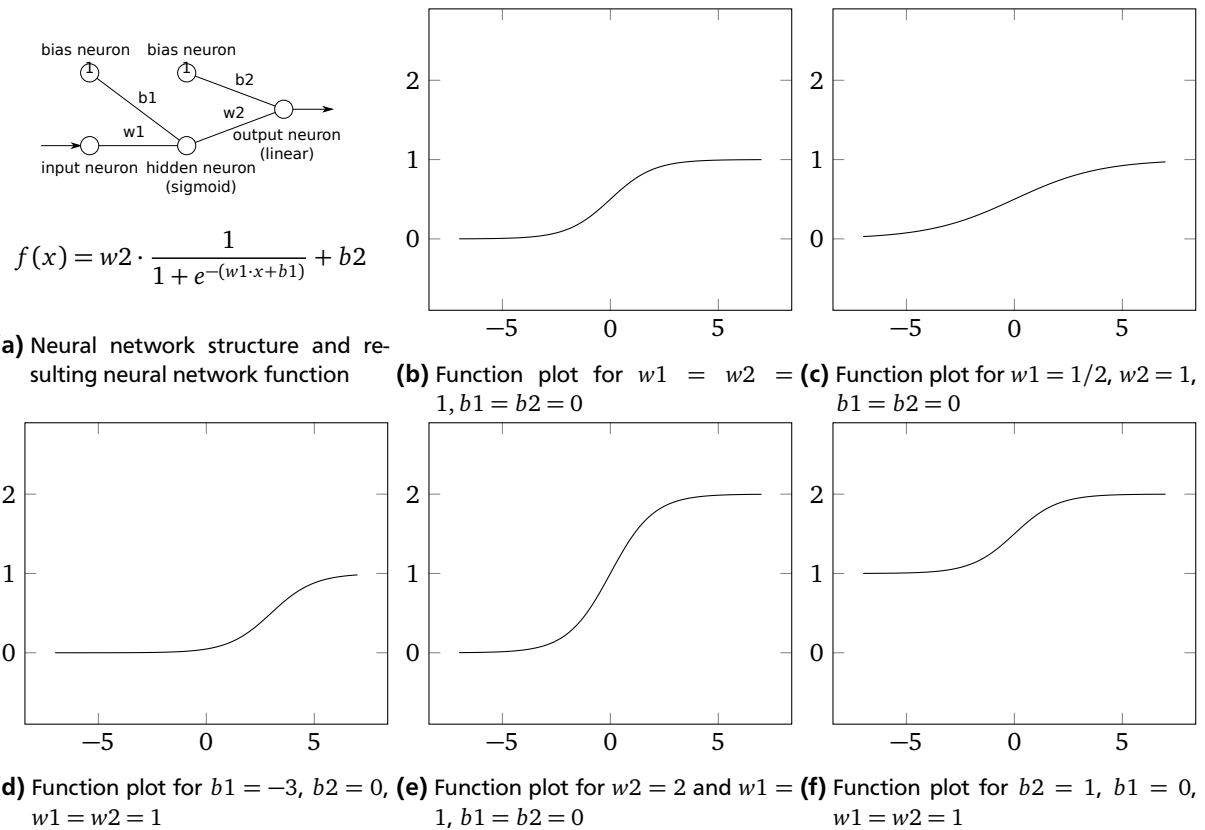 bias neuron bias neuron
1 1
b2
b1
w2
w1
output neuron
(linear)
input neuron hidden neuron
(sigmoid)
f(x) = w2 · 1 / (1 + e^{−(w1·x+b1)}) + b2
a) Neural network structure and re-
sulting neural network function
2
1
0
−5 0 5
(b) Function plot for w1 = w2 =
1, b1 = b2 = 0
2
1
0
−5 0 5
(c) Function plot for w1 = 1/2, w2 = 1,
b1 = b2 = 0
2
1
0
−5 0 5
d) Function plot for b1 = −3, b2 = 0,
w1 = w2 = 1
2
1
0
−5 0 5
(e) Function plot for w2 = 2 and w1 =
1, b1 = b2 = 0
2
1
0
−5 0 5
(f) Function plot for b2 = 1, b1 = 0,
w1 = w2 = 1